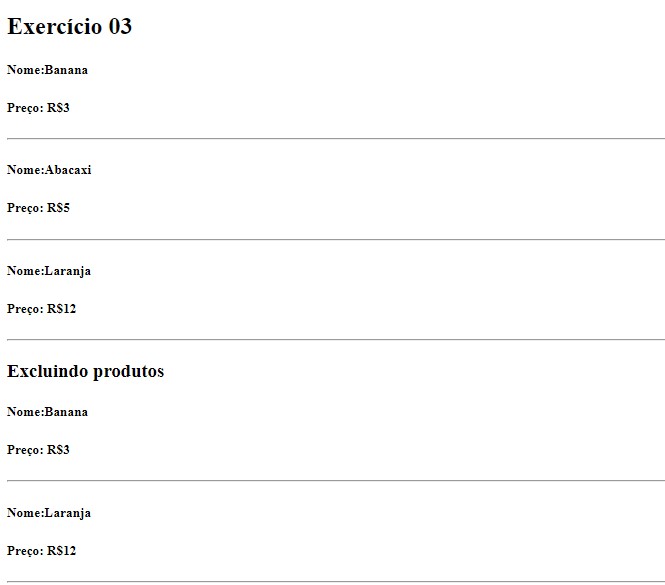 Exercício 03
Nome:Banana
Preço: R$3
Nome:Abacaxi
Preço: R$5
Nome:Laranja
Preço: R$12
Excluindo produtos
Nome:Banana
Preço: R$3
Nome:Laranja
Preço: R$12